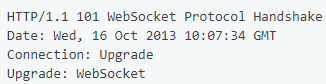 HTTP/1.1 101 WebSocket Protocol Handshake
Date: Wed, 16 Oct 2013 10:07:34 GMT
Connection: Upgrade
Upgrade: WebSocket